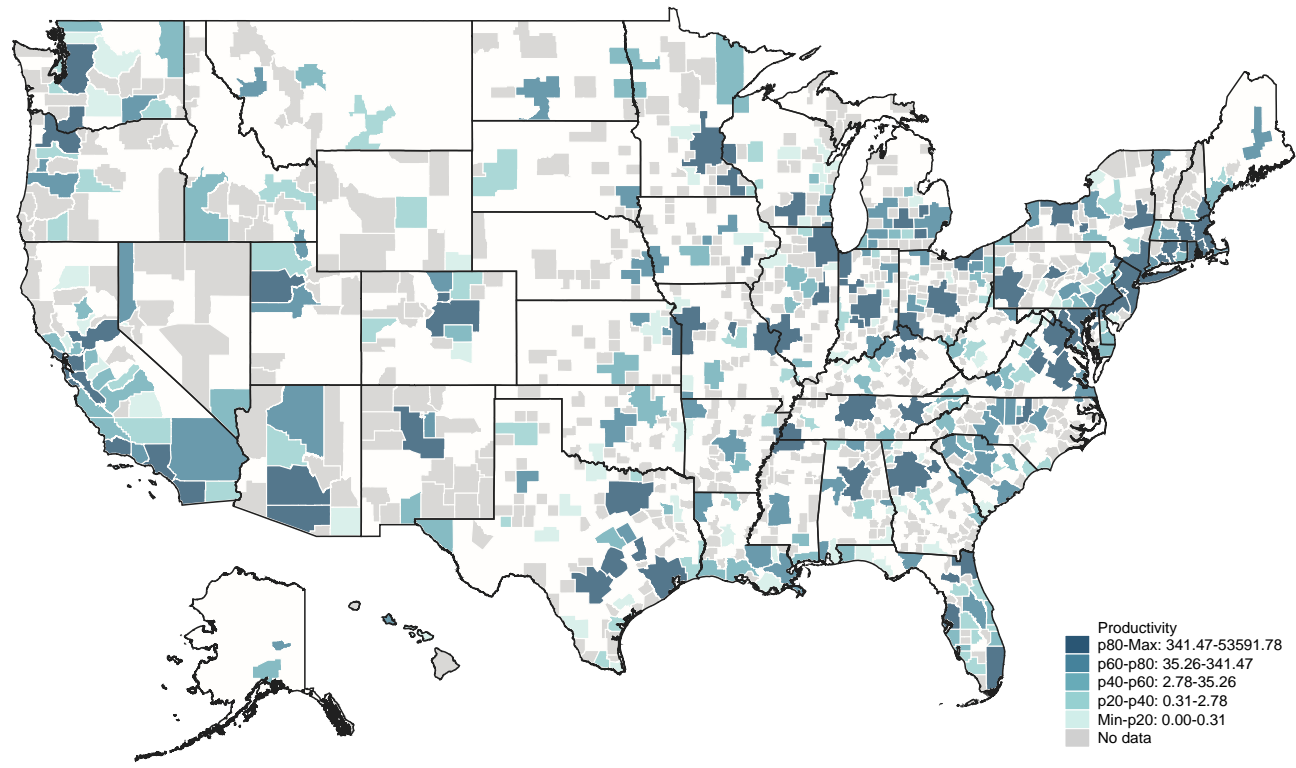 Productivity
p80-Max: 341.47-53591.78
p60-p80: 35.26-341.47
p40-p60: 2.78-35.26
p20-p40: 0.31-2.78
Min-p20: 0.00-0.31
No data